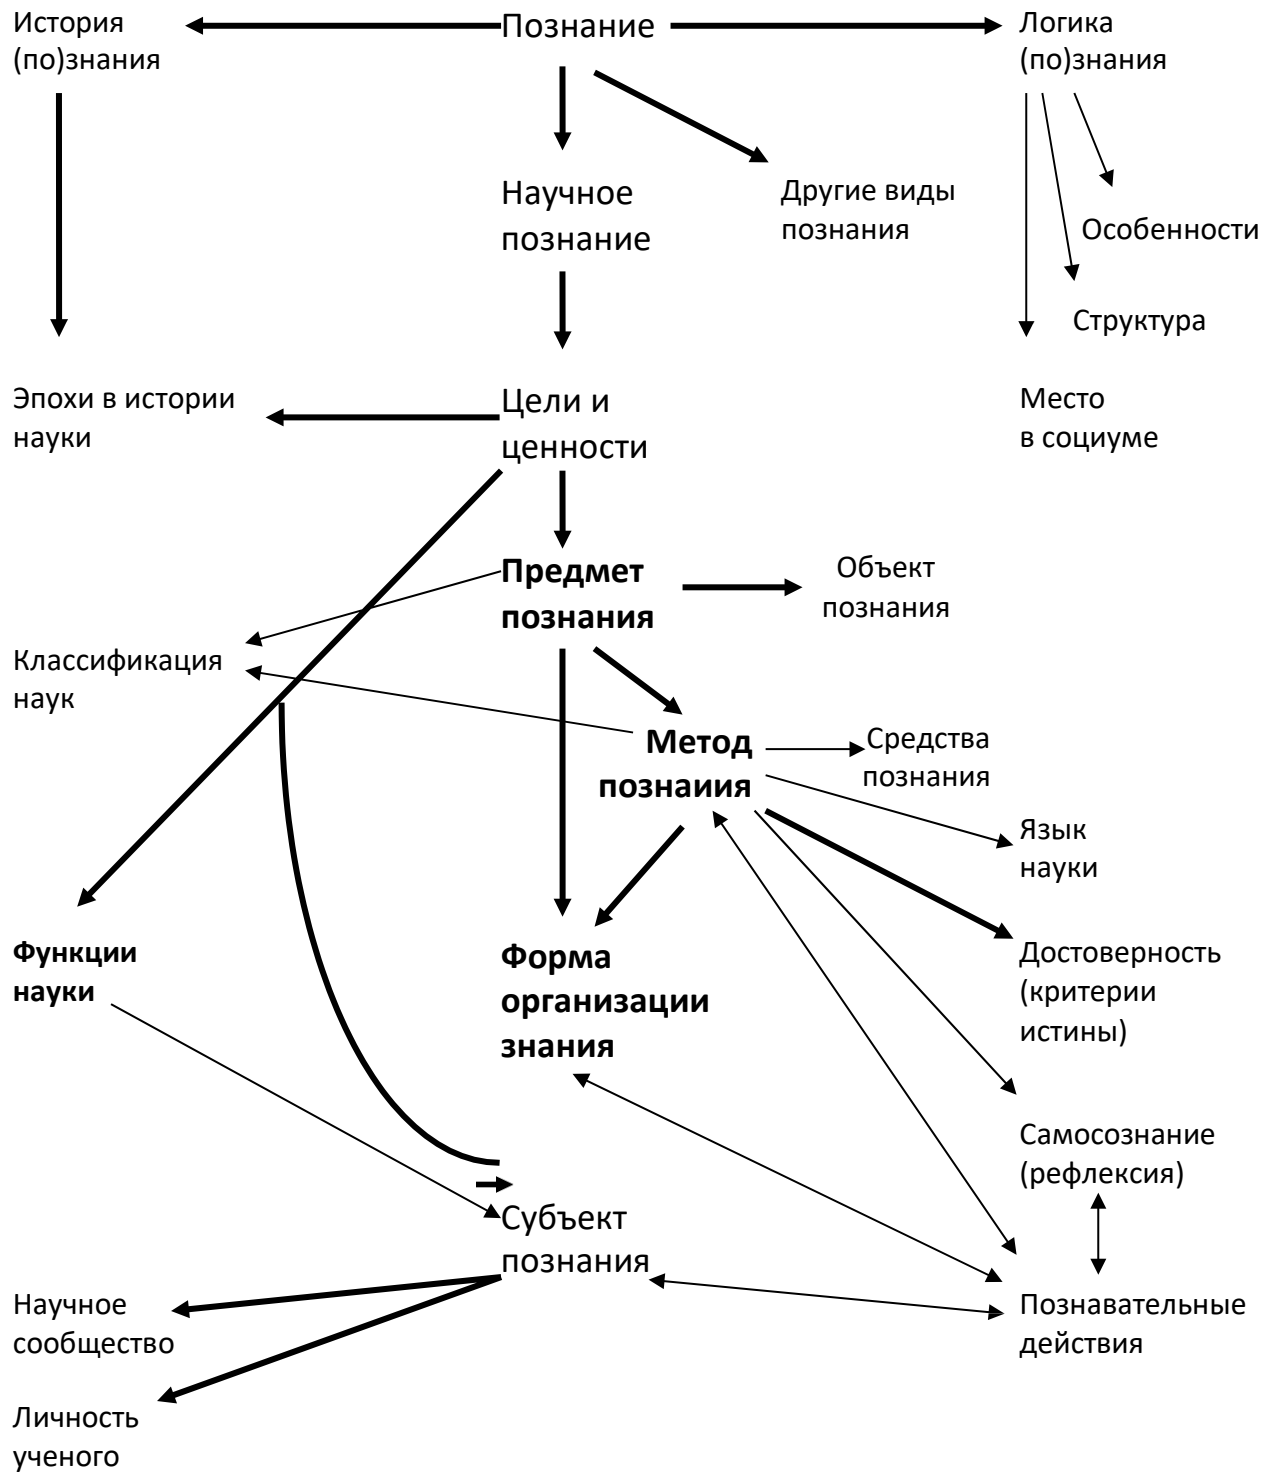 История
(по)знания
Познание
Логика
(по)знания
Научное
познание
Другие виды
познания
Особенности
Структура
Эпохи в истории
науки
Цели и
ценности
Место
в социуме
Предмет
познания
Объект
познания
Классификация
наук
Метод
познаиия
Средства
познания
Язык
науки
Функции
науки
Форма
организации
знания
Достоверность
(критерии
истины)
Самосознание
(рефлексия)
Субъект
познания
Научное
сообщество
Познавательные
действия
Личность
ученого